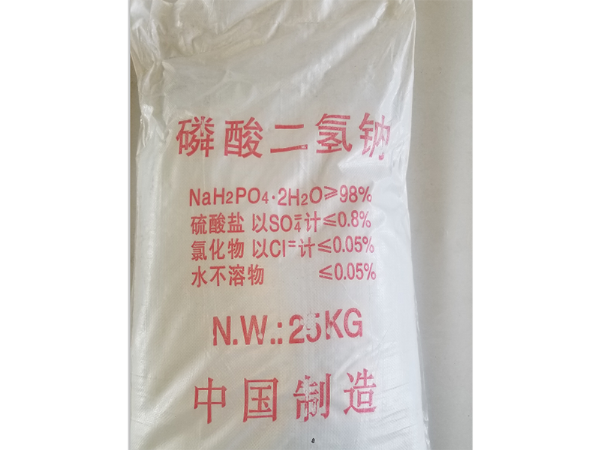 磷酸二氢钠
NaH2PO4·2H2O≥98%
硫酸盐 以SO₄⁼计≤0.8%
氯化物 以Cl⁼计≤0.05%
水不溶物 ≤0.05%
N.W.:25KG
中国制造